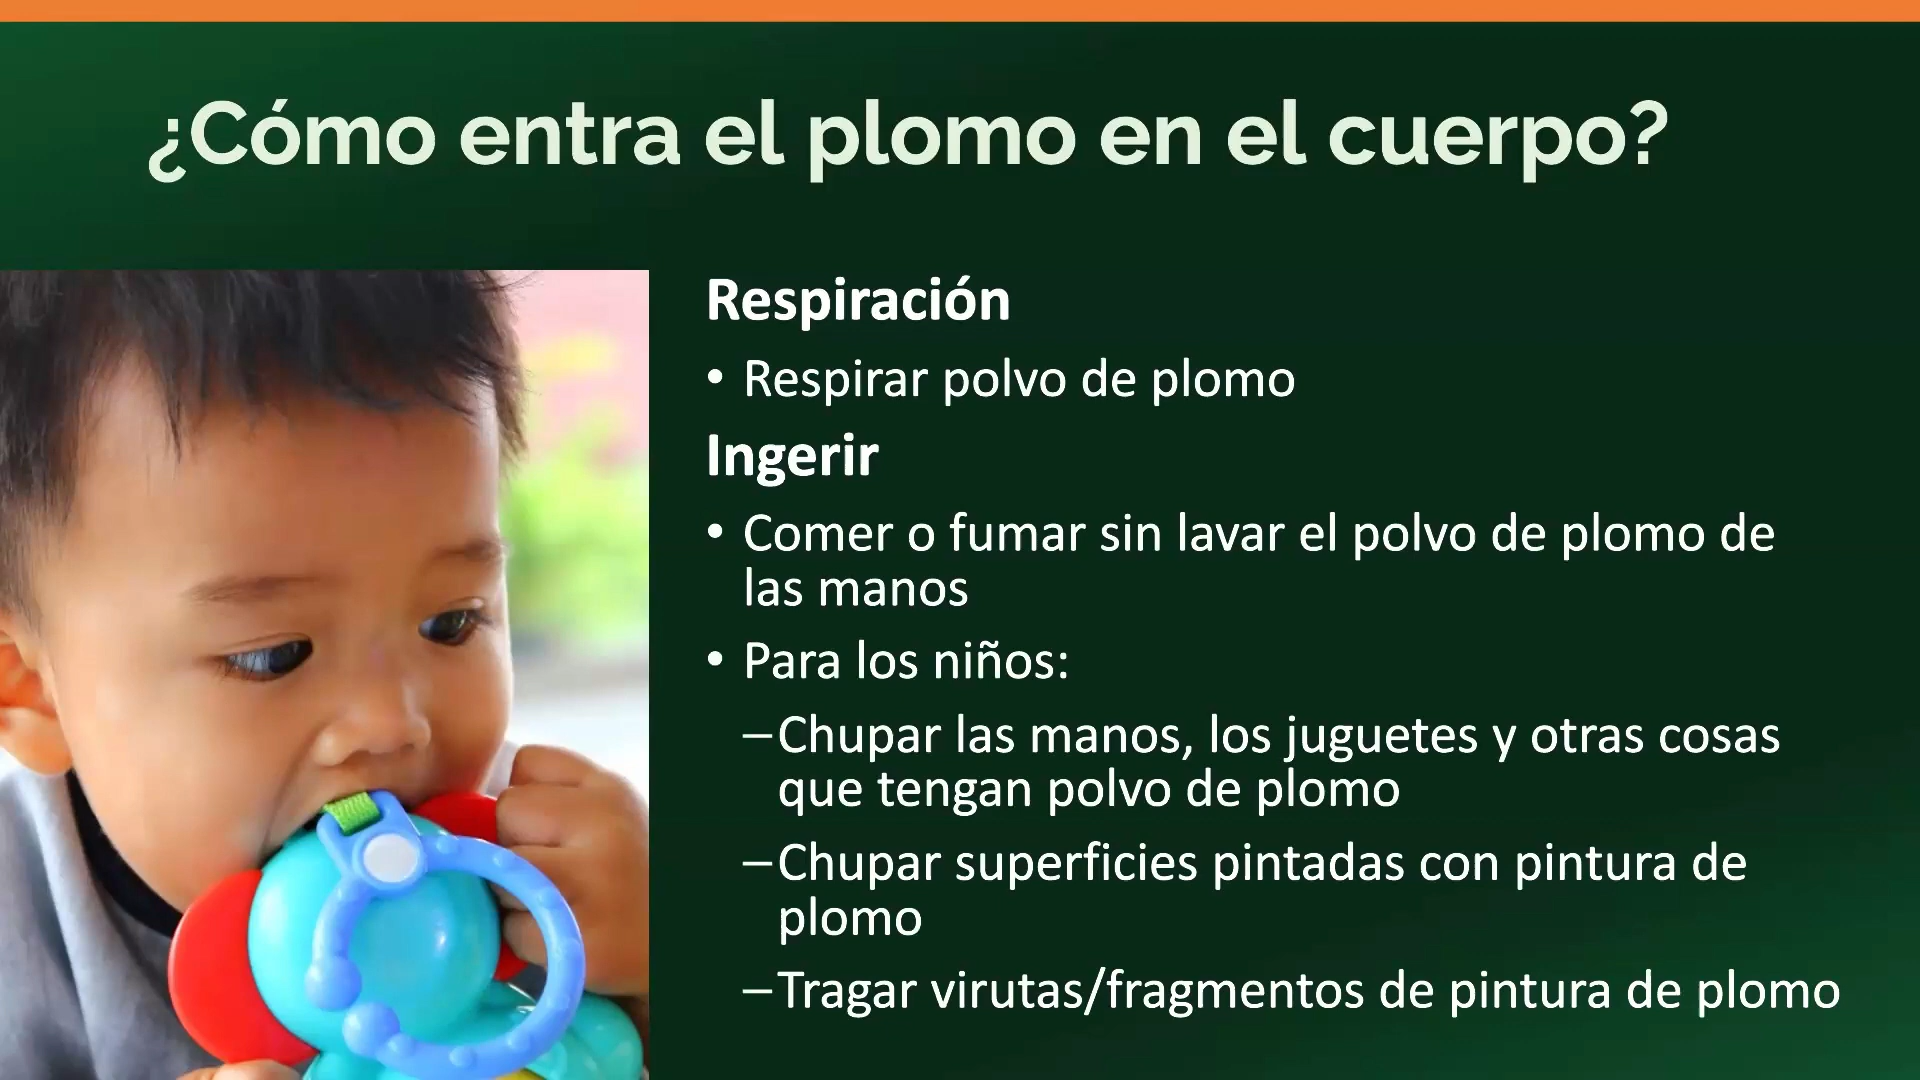 ¿Cómo entra el plomo en el cuerpo?
Respiración
• Respirar polvo de plomo
Ingerir
• Comer o fumar sin lavar el polvo de plomo de
las manos
• Para los niños:
–Chupar las manos, los juguetes y otras cosas
que tengan polvo de plomo
–Chupar superficies pintadas con pintura de
plomo
–Tragar virutas/fragmentos de pintura de plomo